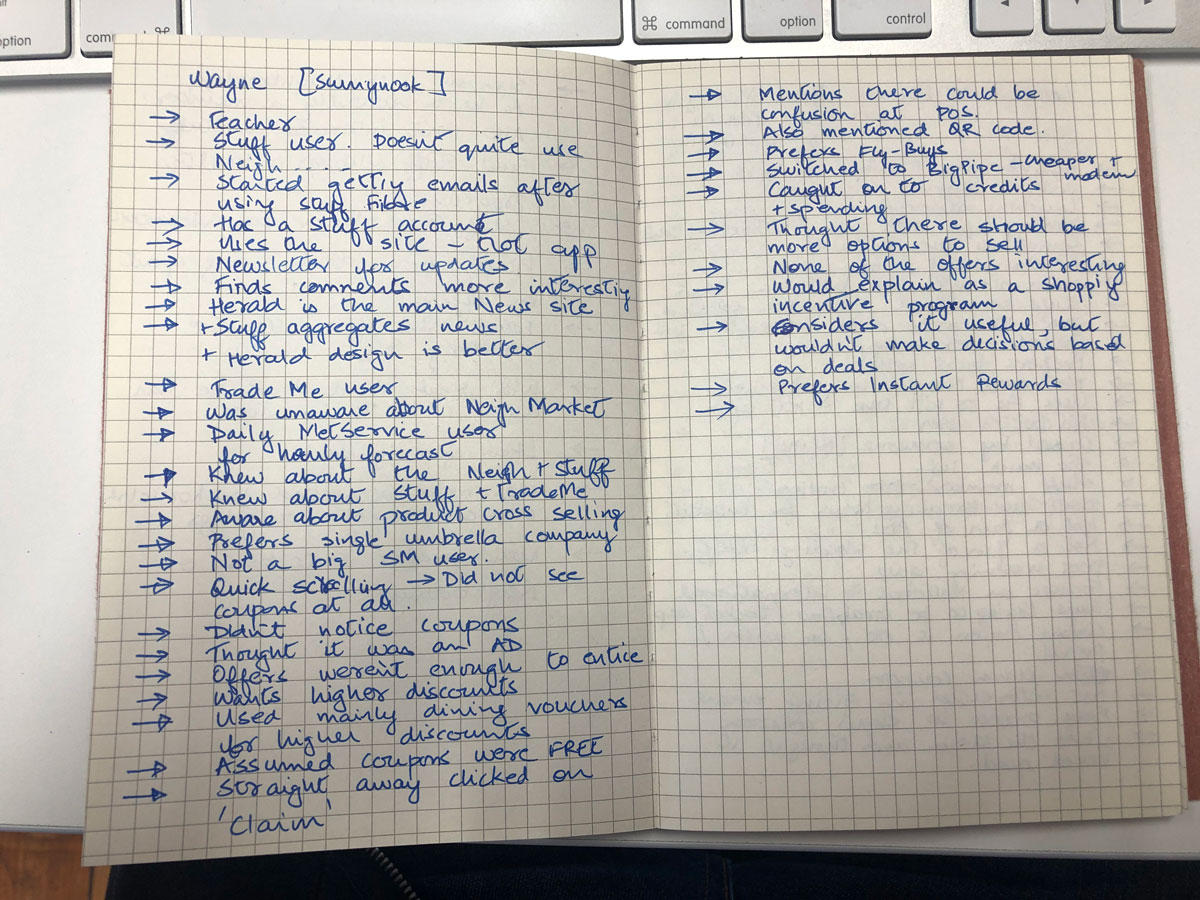 option
command
⌘
⌘ command
option
control
Wayne [Sunnynook]
→ Teacher
→ Stuff user. Doesn't quite use
Neigh.....
→ Started gettig emails after
using stuff Fibre
→ Has a stuff account
→ Uses the site – not app
→ Newsletter for updates
→ Finds comments more interestig
→ Herald is the main News site
→ + Stuff aggregates news
+ Herald design is better
→ Trade Me user
→ Was unaware about Neigh Market
→ Daily MetService user
for hourly forecast
→ Knew about the Neigh + Stuff
→ Knew about Stuff + TradeMe
→ Aware about product cross selling
→ Prefers single umbrella company
→ Not a big SM user.
→ Quick scrolling → Did not see
coupons at all.
→ Didn't notice coupons
→ Thought it was an AD
→ Offers weren't enough to entice
→ Wants higher discounts
→ Used mainly dining vouchers
for higher discounts
→ Assumed coupons were FREE
→ Straight away clicked on
'Claim'
→ Mentions there could be
confusion at POS.
→ Also mentioned QR code.
→ Prefers Fly-Buys
→ Switched to BigPipe – cheaper +
modem
→ Caught on to credits
+ spending
→ Thought there should be
more options to sell
→ None of the offers interesting
→ Would explain as a shoppig
incentive program
→ Considers it useful, but
wouldn't make decisions based
on deals
→ Prefers Instant Rewards
→